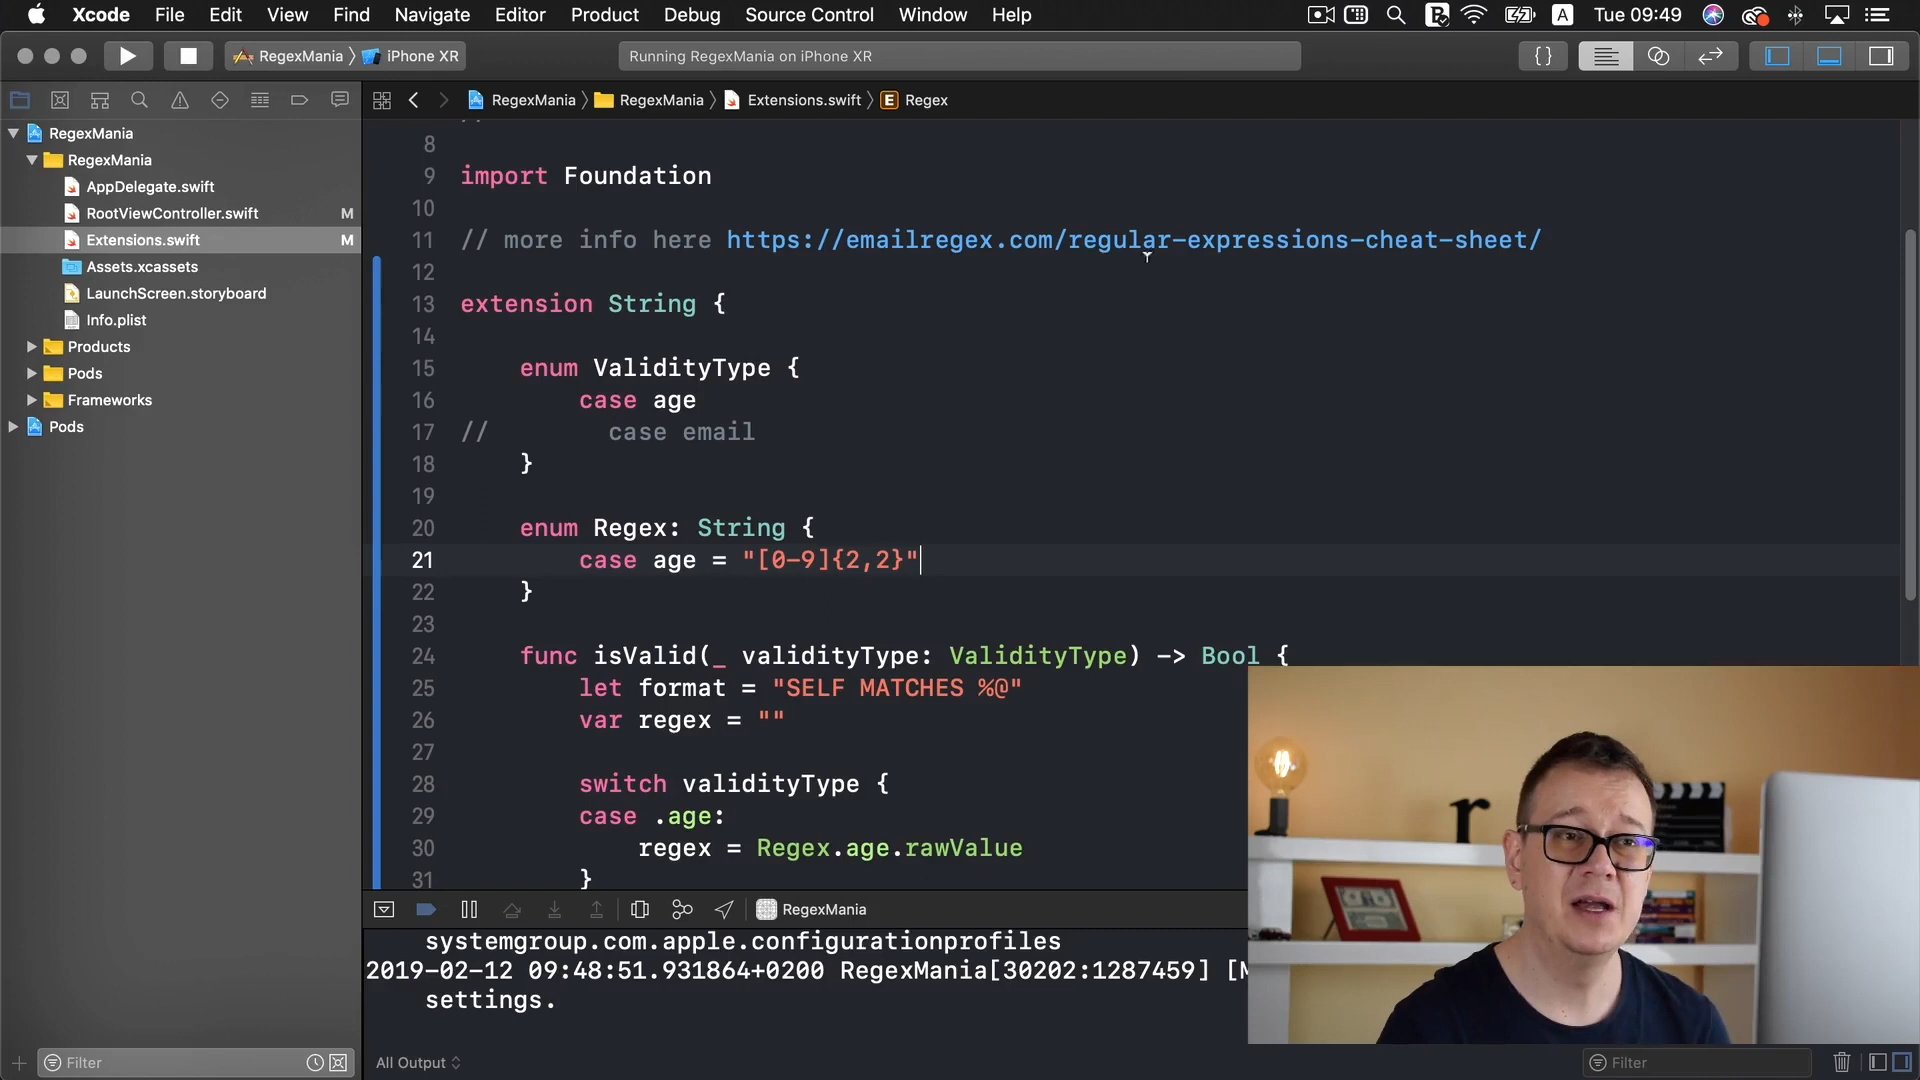 Xcode File Edit View Find Navigate Editor Product Debug Source Control Window Help A Tue 09:49
RegexMania iPhone XR Running RegexMania on iPhone XR {}
RegexMania RegexMania Extensions.swift E Regex
RegexMania
RegexMania
AppDelegate.swift
RootViewController.swift M
Extensions.swift M
Assets.xcassets
LaunchScreen.storyboard
Info.plist
Products
Pods
Frameworks
Pods
8
9 import Foundation
10
11 // more info here https://emailregex.com/regular-expressions-cheat-sheet/
12
13 extension String {
14
15 enum ValidityType {
16 case age
17 // case email
18 }
19
20 enum Regex: String {
21 case age = "[0-9]{2,2}"
22 }
23
24 func isValid(_ validityType: ValidityType) -> Bool {
25 let format = "SELF MATCHES %@"
26 var regex = ""
27
28 switch validityType {
29 case .age:
30 regex = Regex.age.rawValue
31 }
RegexMania
systemgroup.com.apple.configurationprofiles
2019-02-12 09:48:51.931864+0200 RegexMania[30202:1287459] [
settings.
Filter All Output Filter
r